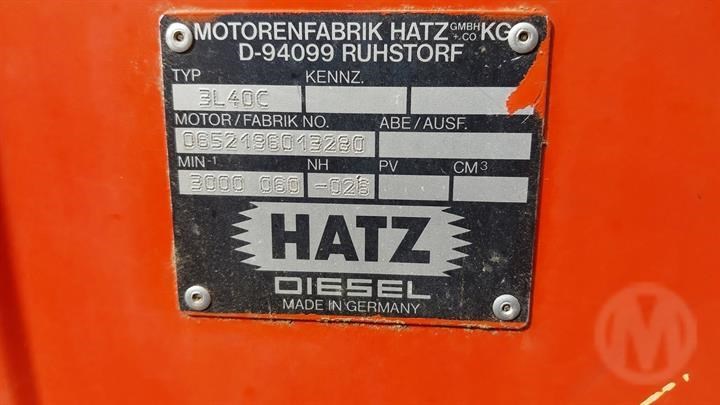 MOTORENFABRIK HATZ GMBH + CO KG
D-94099 RUHSTORF
TYP KENNZ.
3L40C
MOTOR/FABRIK NO. ABE/AUSF.
0652196013280
MIN-1 NH PV CM3
3000 060 -026
HATZ
DIESEL
MADE IN GERMANY
M